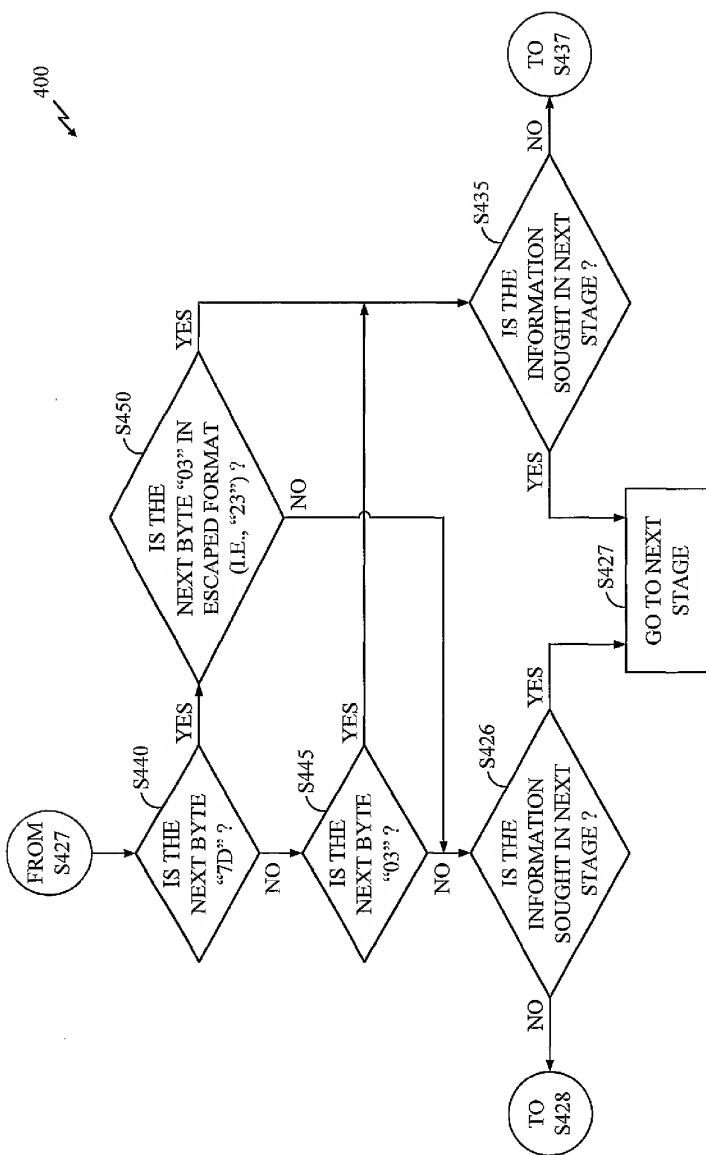 400
FROM
S427
S440
IS THE
NEXT BYTE
“7D” ?
YES
NO
S450
IS THE
NEXT BYTE “03” IN
ESCAPED FORMAT
(I.E., “23”) ?
YES
NO
S445
IS THE
NEXT BYTE
“03” ?
YES
NO
S426
IS THE
INFORMATION
SOUGHT IN NEXT
STAGE ?
YES
NO
TO
S428
S435
IS THE
INFORMATION
SOUGHT IN NEXT
STAGE ?
YES
NO
TO
S437
S427
GO TO NEXT
STAGE